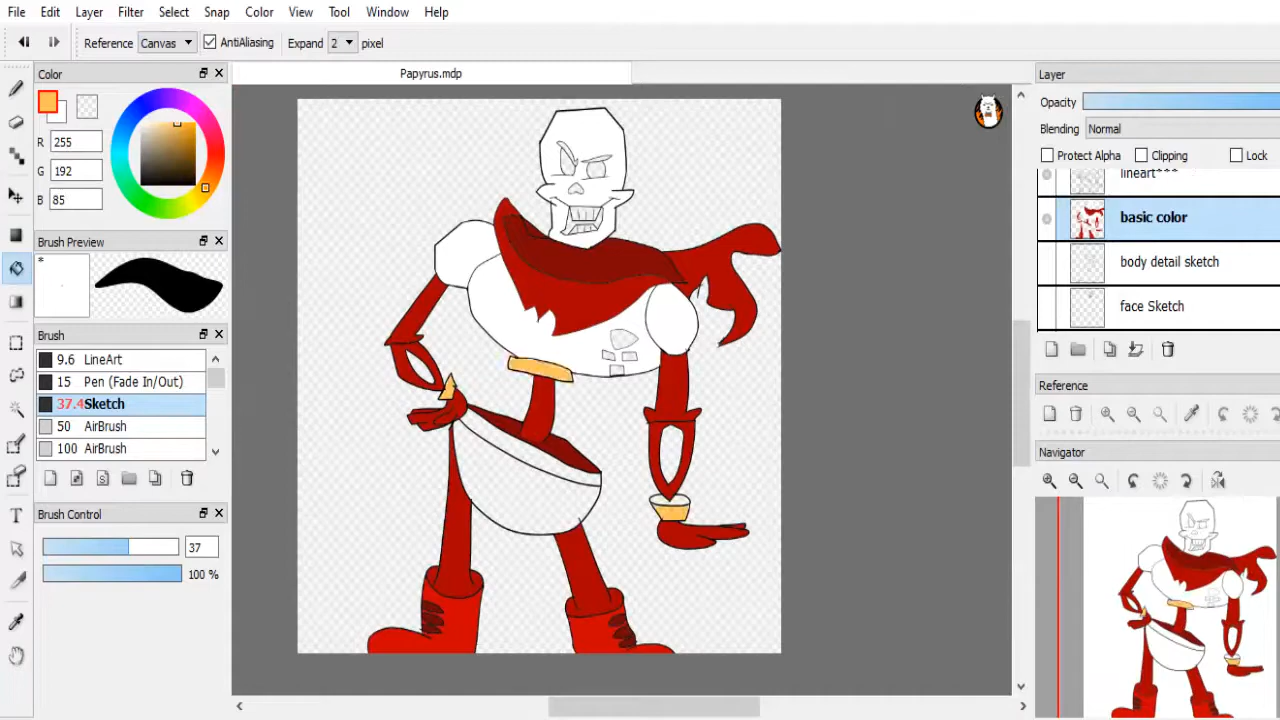 File Edit Layer Filter Select Snap Color View Tool Window Help
Reference Canvas AntiAliasing Expand 2 pixel
Color
R 255
G 192
B 85
Brush Preview
*
Brush
9.6 LineArt
15 Pen (Fade In/Out)
37.4 Sketch
50 AirBrush
100 AirBrush
Brush Control
37
100 %
Papyrus.mdp
Layer
Opacity
Blending Normal
Protect Alpha Clipping Lock
lineart***
basic color
body detail sketch
face Sketch
Reference
Navigator